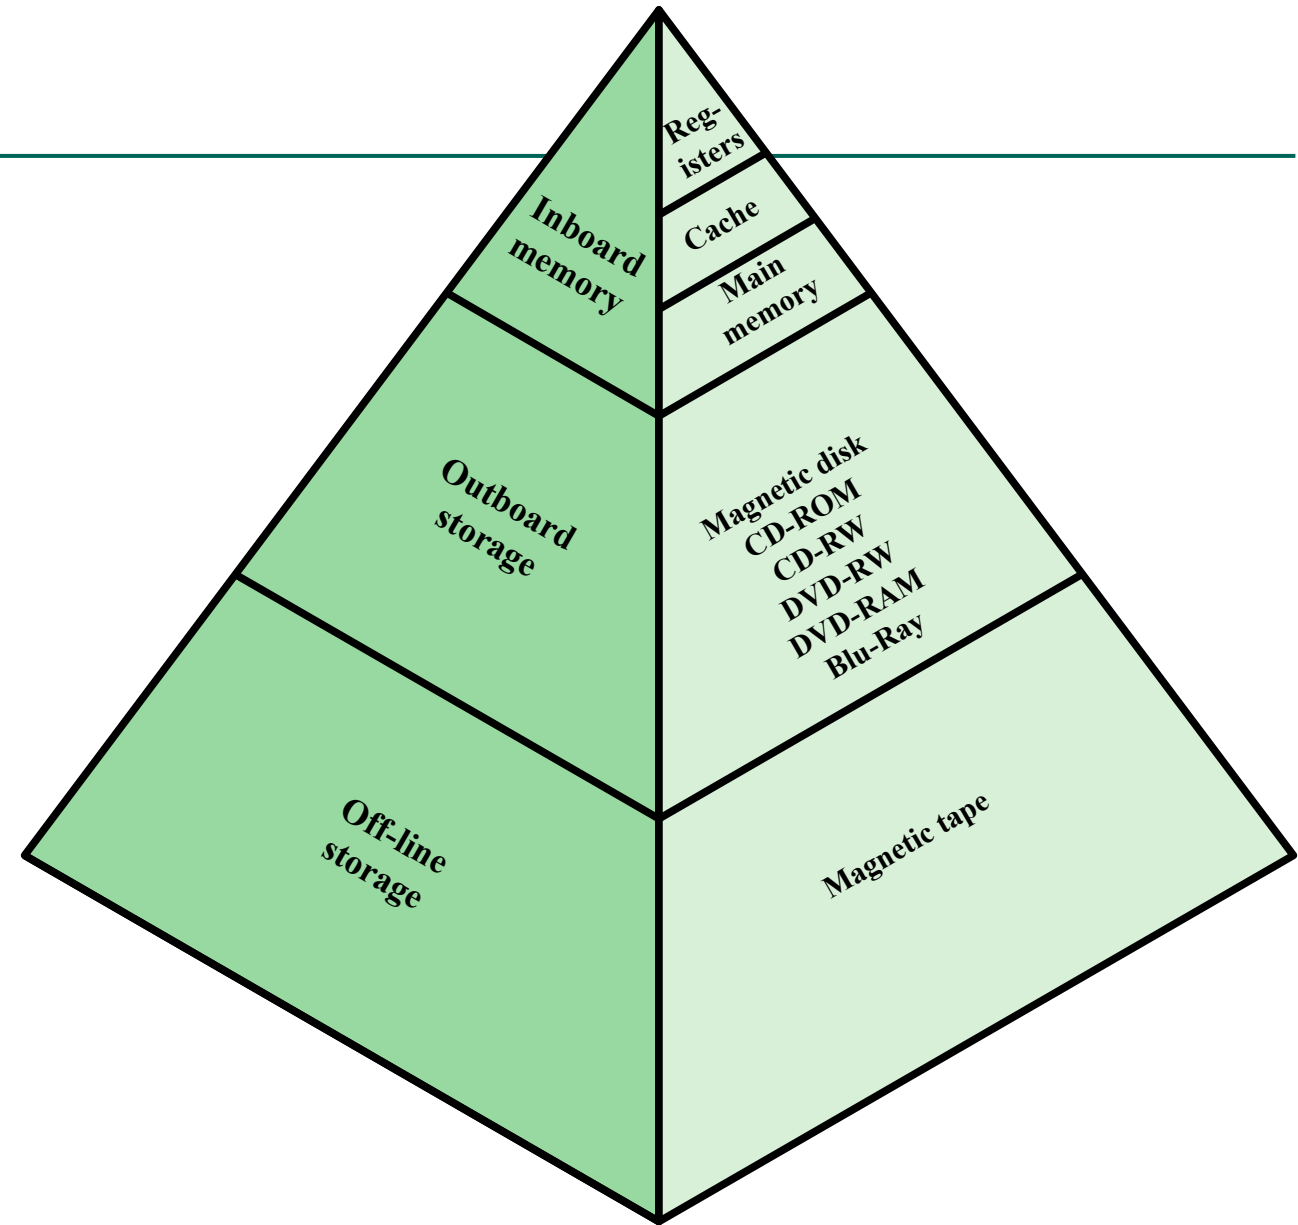 Reg-
isters
Cache
Main
memory
Inboard
memory
Magnetic disk
CD-ROM
CD-RW
DVD-RW
DVD-RAM
Blu-Ray
Outboard
storage
Magnetic tape
Off-line
storage